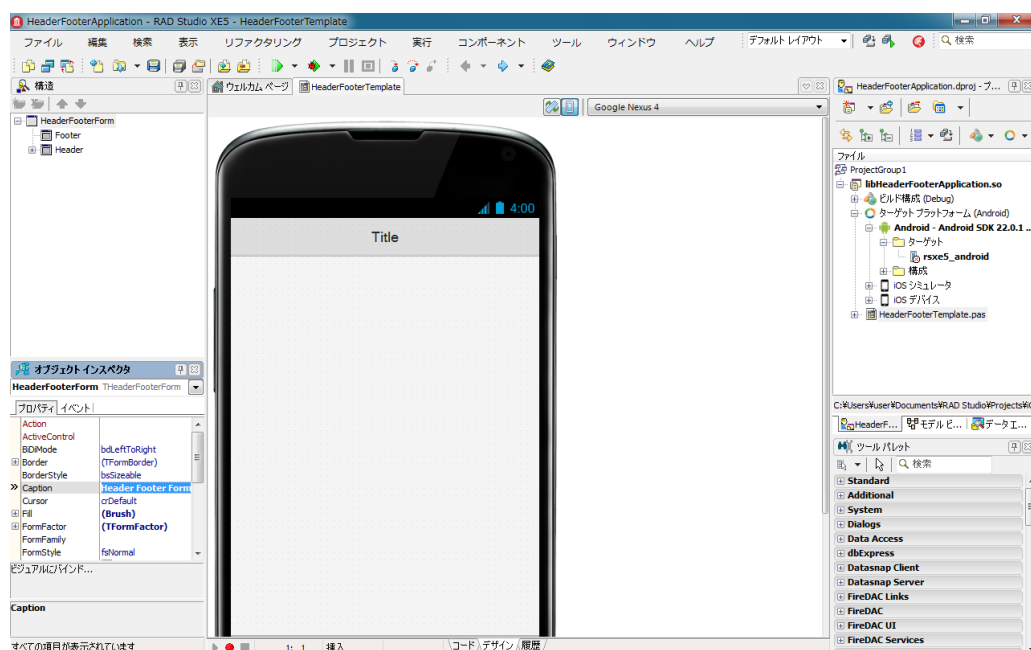 HeaderFooterApplication - RAD Studio XE5 - HeaderFooterTemplate
ファイル 編集 検索 表示 リファクタリング プロジェクト 実行 コンポーネント ツール ウィンドウ ヘルプ デフォルト レイアウト 検索
構造
HeaderFooterForm
Footer
Header
ウェルカム ページ HeaderFooterTemplate
Google Nexus 4
4:00
Title
オブジェクト インスペクタ
HeaderFooterForm THeaderFooterForm
プロパティ イベント
Action
ActiveControl
BiDiMode bdLeftToRight
Border (TFormBorder)
BorderStyle bsSizeable
Caption Header Footer Form
Cursor crDefault
Fill (Brush)
FormFactor (TFormFactor)
FormFamily
FormStyle fsNormal
ビジュアルにバインド...
Caption
すべての項目が表示されています
1: 1 挿入 コード デザイン 履歴
HeaderFooterApplication.dproj - プ...
ファイル
ProjectGroup1
libHeaderFooterApplication.so
ビルド構成 (Debug)
ターゲット プラットフォーム (Android)
Android - Android SDK 22.0.1 ..
ターゲット
rsxe5_android
構成
iOS シミュレータ
iOS デバイス
HeaderFooterTemplate.pas
C:¥Users¥user¥Documents¥RAD Studio¥Projects¥
HeaderF... モデル ビ... データ エ...
ツール パレット
検索
Standard
Additional
System
Dialogs
Data Access
dbExpress
Datasnap Client
Datasnap Server
FireDAC Links
FireDAC
FireDAC UI
FireDAC Services